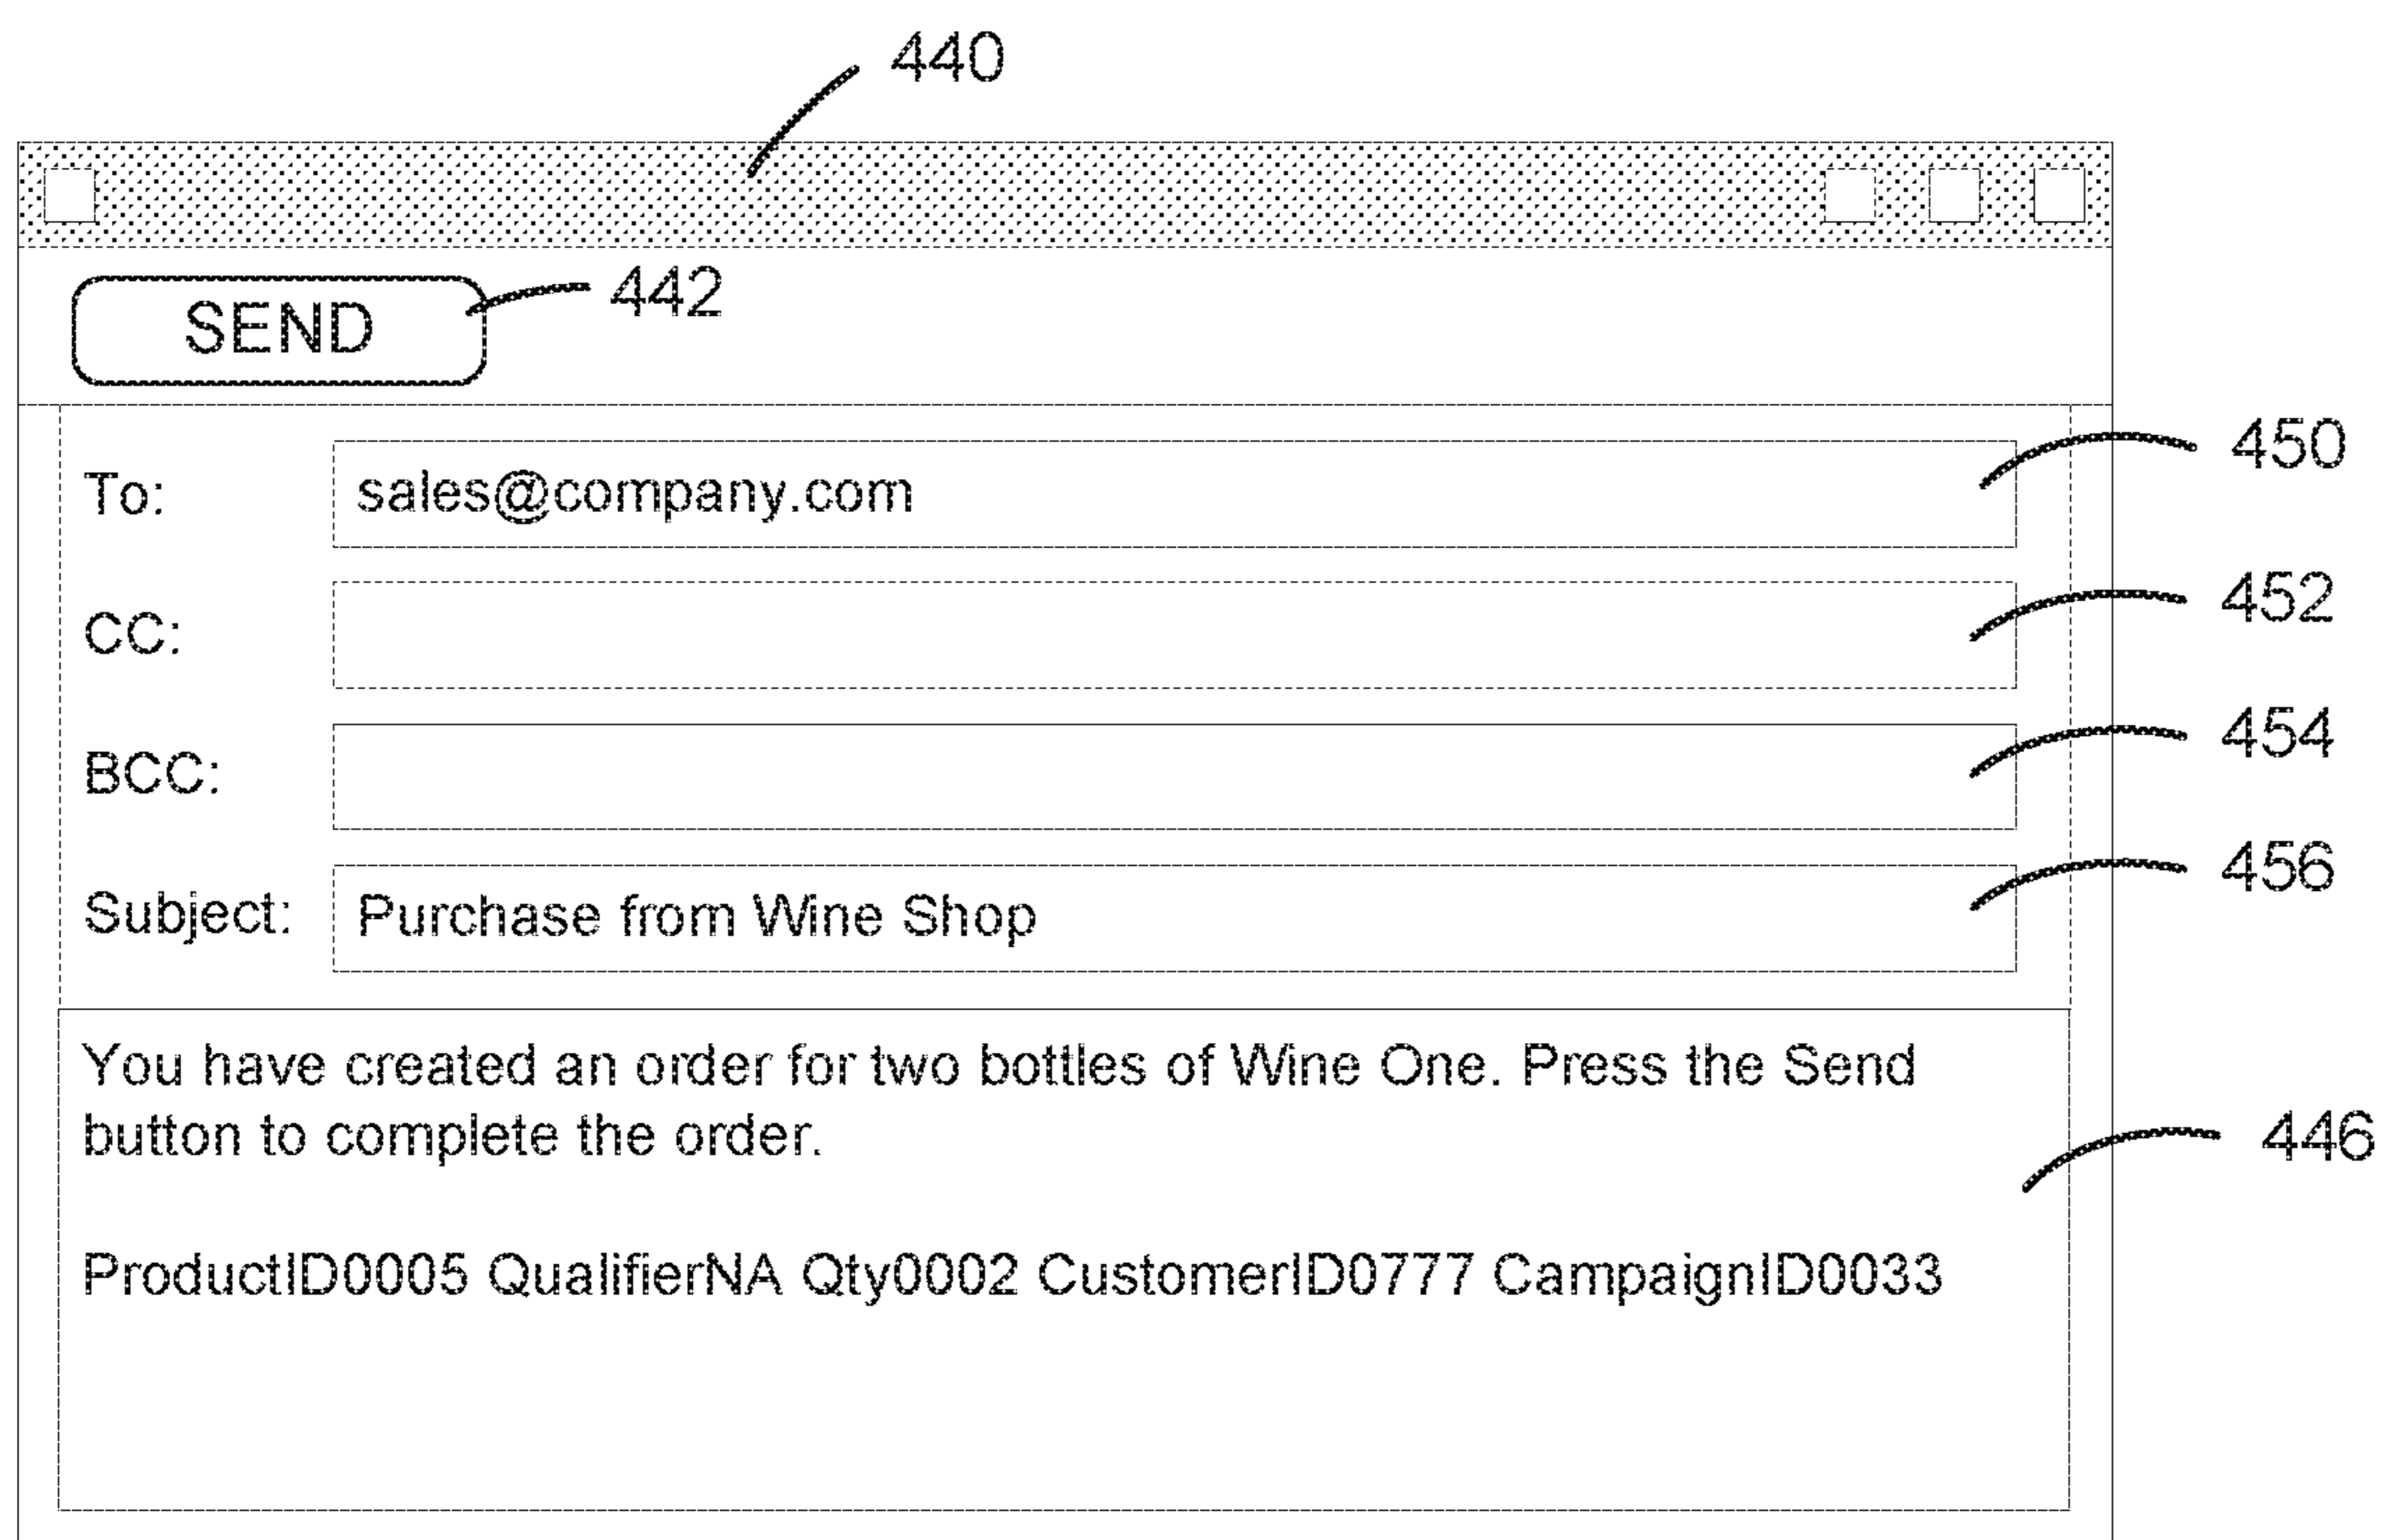 440
SEND 442
To: sales@company.com 450
CC: 452
BCC: 454
Subject: Purchase from Wine Shop 456
You have created an order for two bottles of Wine One. Press the Send
button to complete the order.
446
ProductID0005 QualifierNA Qty0002 CustomerID0777 CampaignID0033